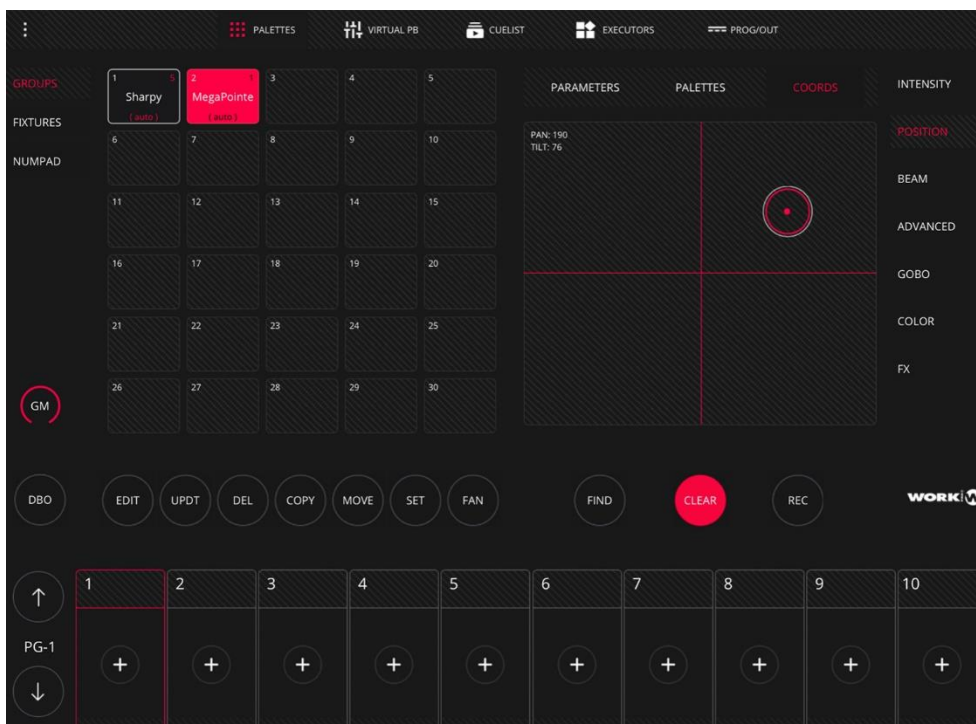 PALETTES VIRTUAL PB CUELIST EXECUTORS PROG/OUT
GROUPS
FIXTURES
NUMPAD
1 5 2 1 3 4 5
Sharpy MegaPointe
(auto) (auto)
6 7 8 9 10
11 12 13 14 15
16 17 18 19 20
21 22 23 24 25
26 27 28 29 30
PARAMETERS PALETTES COORDS
PAN: 190
TILT: 76
INTENSITY
POSITION
BEAM
ADVANCED
GOBO
COLOR
FX
GM
DBO EDIT UPDT DEL COPY MOVE SET FAN FIND CLEAR REC WORK
PG-1
1 2 3 4 5 6 7 8 9 10
+ + + + + + + + + +